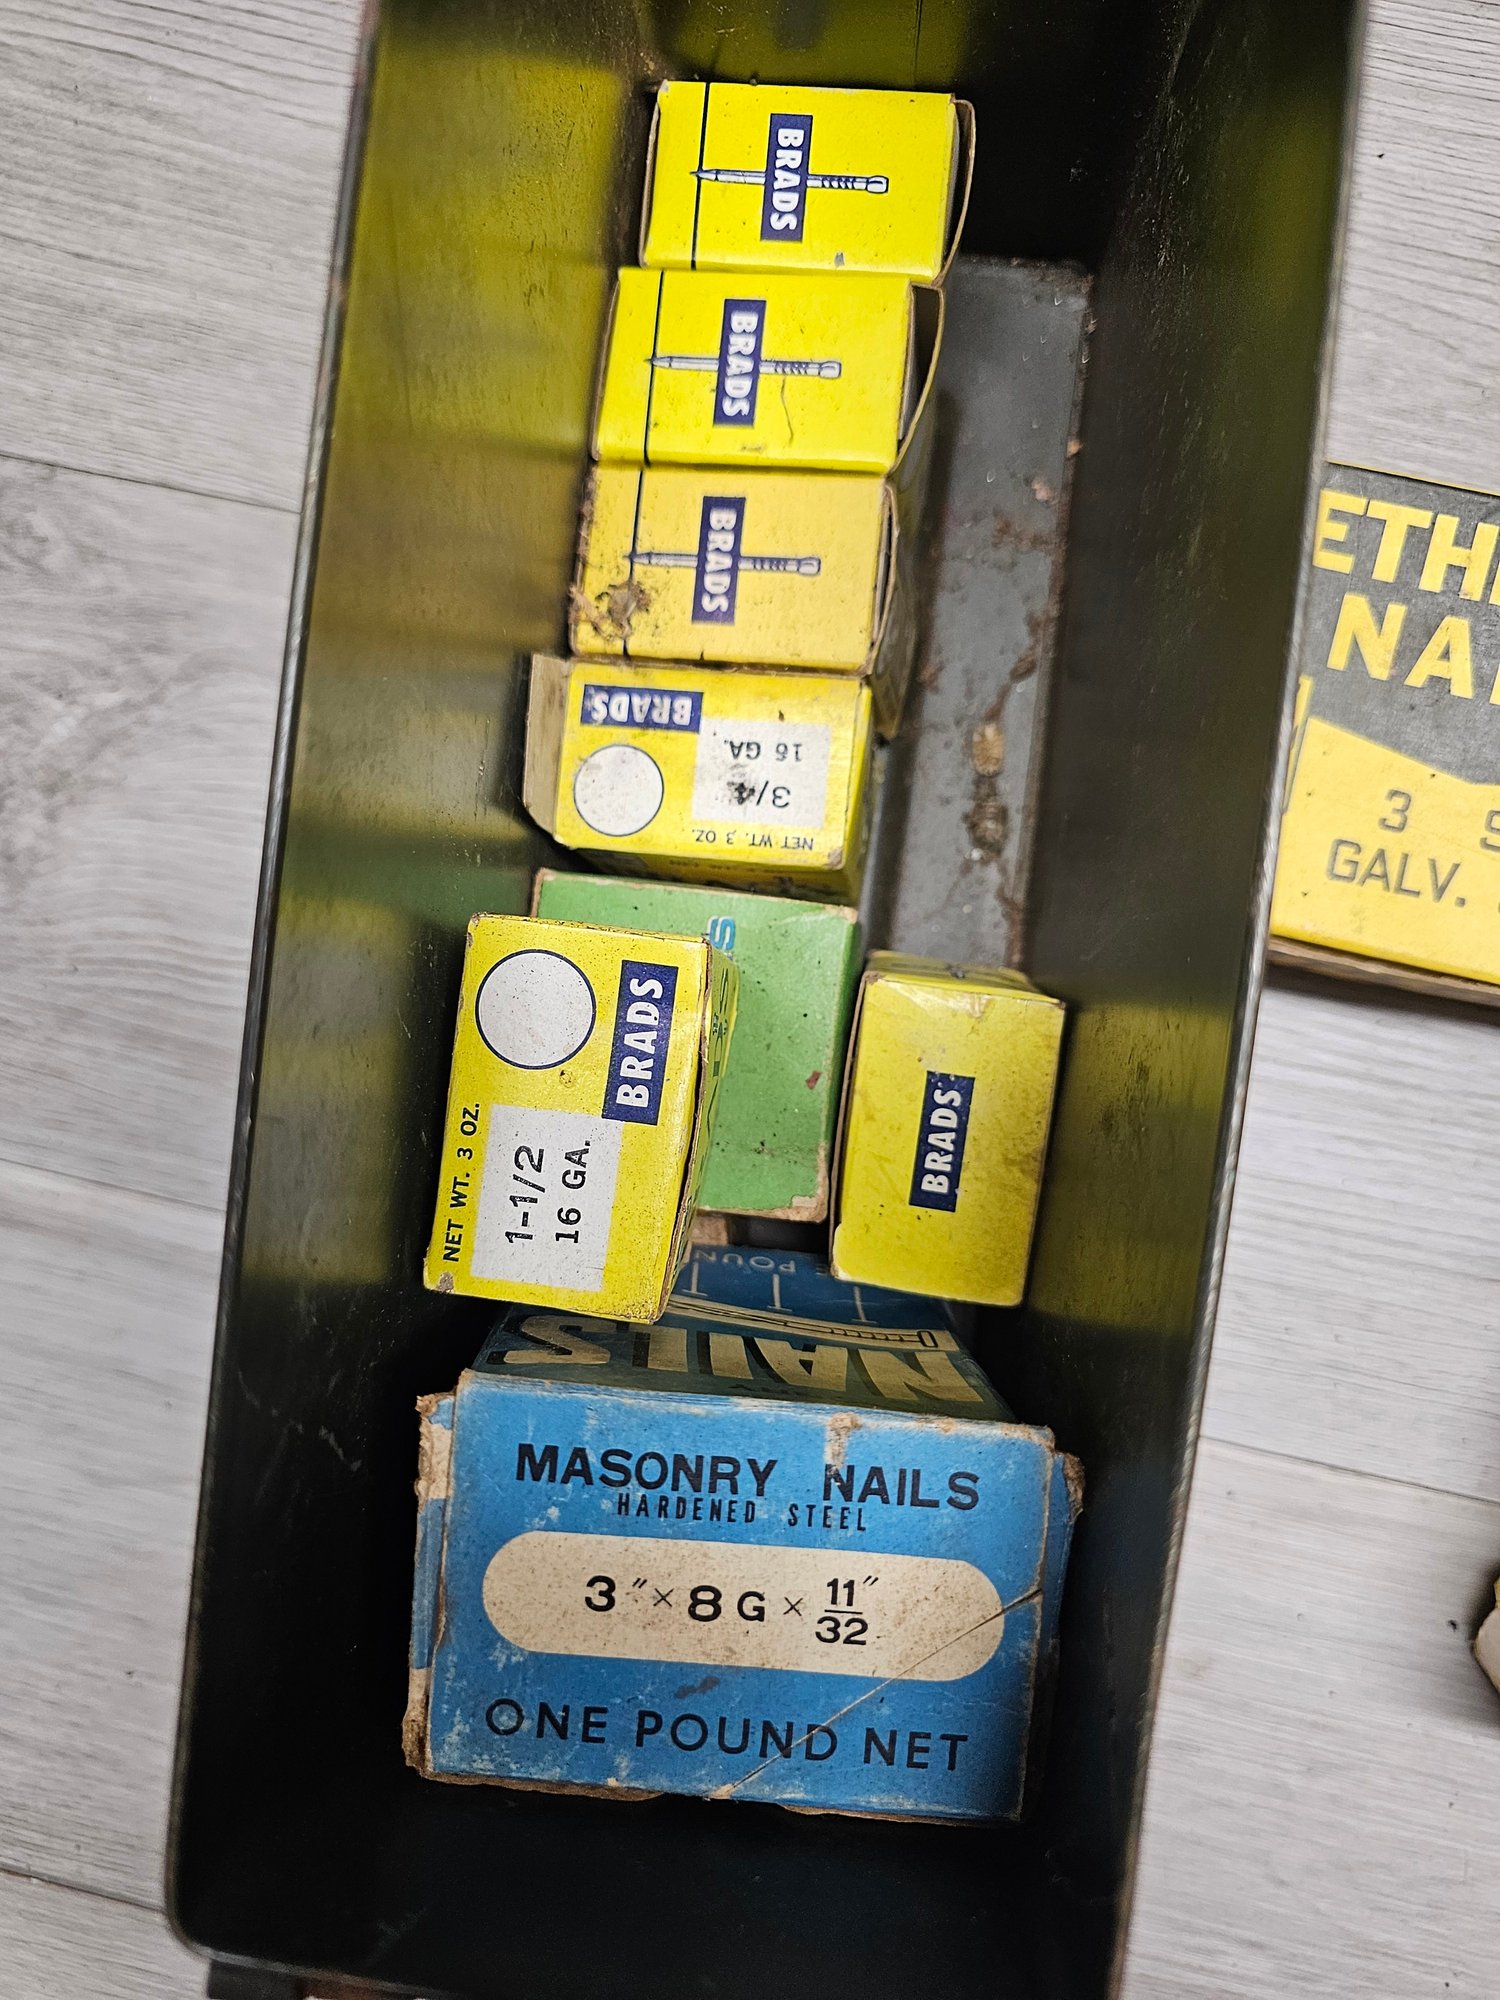 BRADS
BRADS
BRADS
BRADS
16 GA.
3/4
NET WT. 3 OZ.
BRADS
1-1/2
16 GA.
NET WT. 3 OZ.
S
BRADS
POUN
NAILS
MASONRY NAILS
HARDENED STEEL
3" × 8 G × 11/32"
ONE POUND NET
ETH
NA
3 S
GALV.